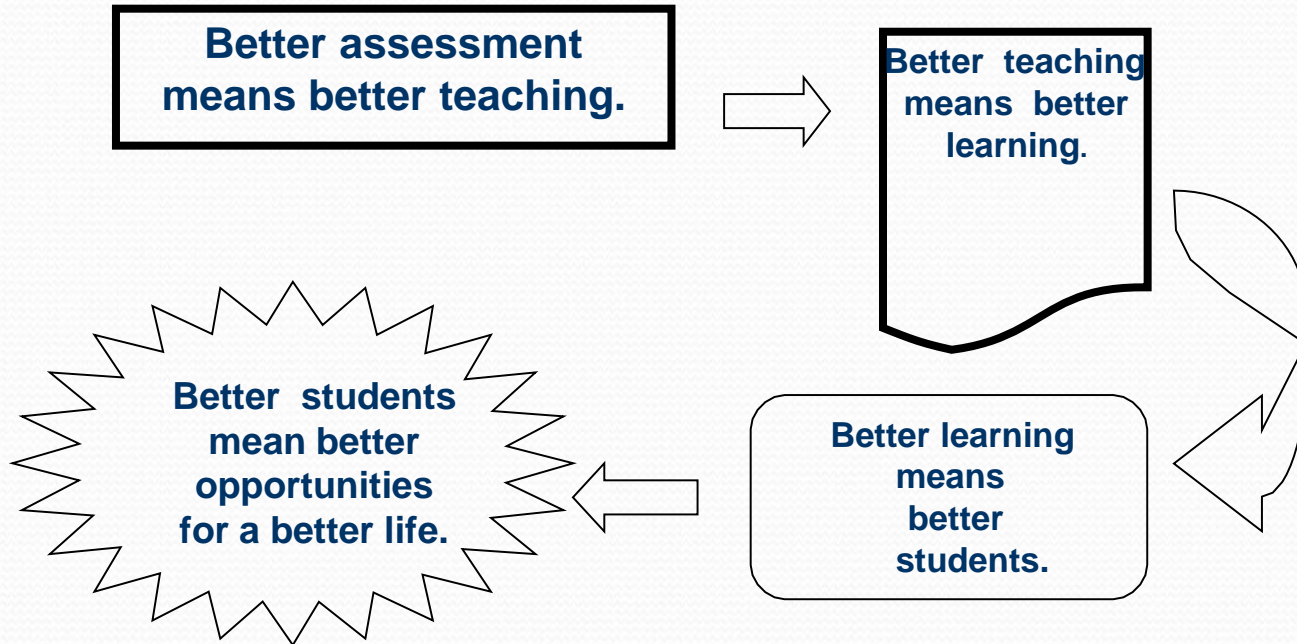 Better assessment
means better teaching.
Better teaching
means better
learning.
Better learning
means
better
students.
Better students
mean better
opportunities
for a better life.